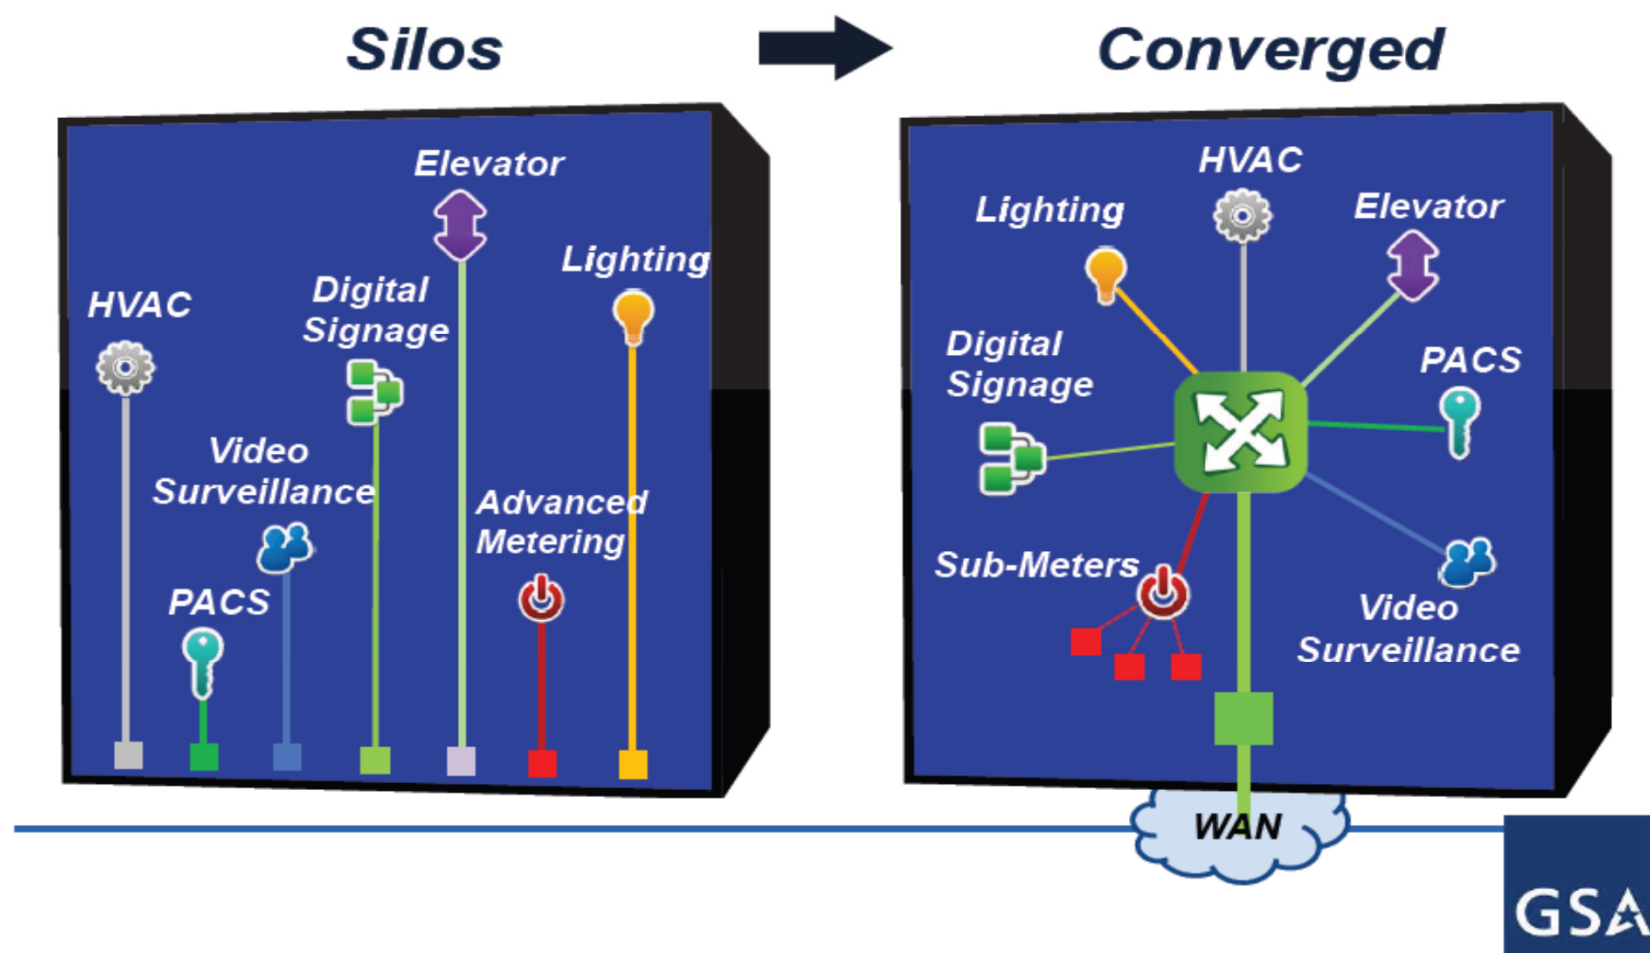 Silos
Converged
Elevator
Lighting
Digital
Signage
HVAC
Video
Surveillance
Advanced
Metering
PACS
HVAC
Lighting
Elevator
Digital
Signage
PACS
Sub-Meters
Video
Surveillance
WAN
GSA